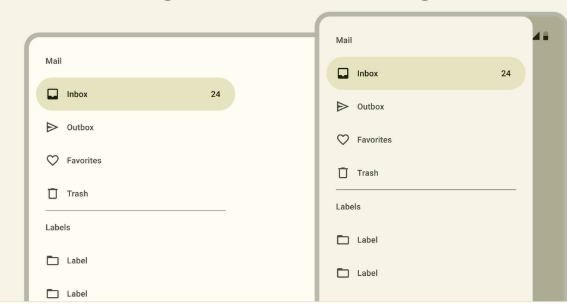 Mail
Inbox 24
Outbox
Favorites
Trash
Labels
Label
Label
Mail
Inbox 24
Outbox
Favorites
Trash
Labels
Label
Label